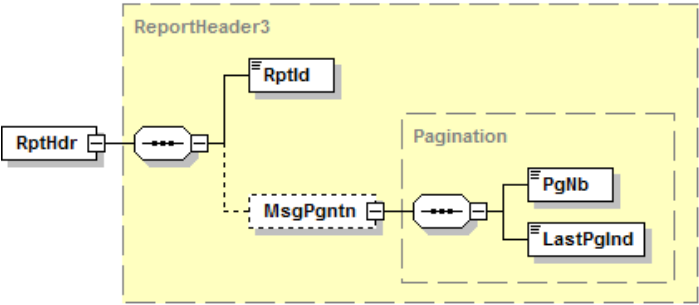 ReportHeader3
RptId
RptHdr
Pagination
PgNb
MsgPgntn
LastPgInd